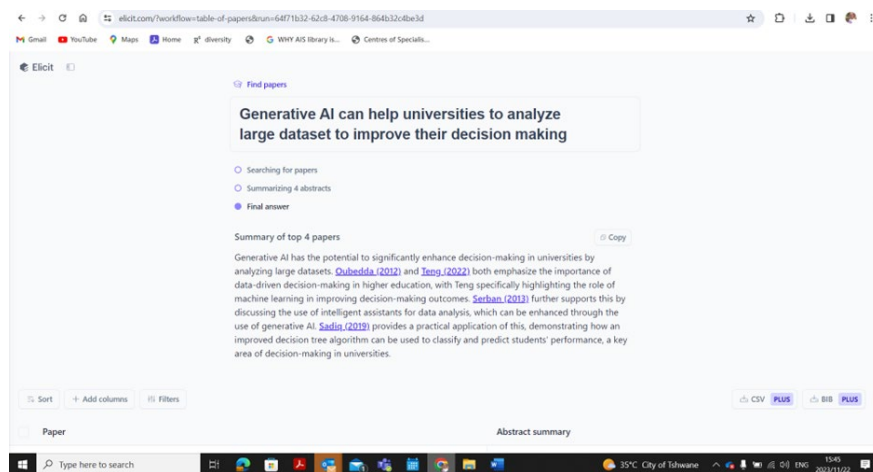 elicit.com/?workflow=table-of-papers&run=64f71b32-62c8-4708-9164-864b32c4be3d
Gmail YouTube Maps Home diversity WHY AIS library is... Centres of Specialis...
Elicit
Find papers
Generative AI can help universities to analyze
large dataset to improve their decision making
Searching for papers
Summarizing 4 abstracts
Final answer
Summary of top 4 papers Copy
Generative AI has the potential to significantly enhance decision-making in universities by
analyzing large datasets. Oubedda (2012) and Teng (2022) both emphasize the importance of
data-driven decision-making in higher education, with Teng specifically highlighting the role of
machine learning in improving decision-making outcomes. Serban (2013) further supports this by
discussing the use of intelligent assistants for data analysis, which can be enhanced through the
use of generative AI. Sadiq (2019) provides a practical application of this, demonstrating how an
improved decision tree algorithm can be used to classify and predict students' performance, a key
area of decision-making in universities.
Sort + Add columns Filters CSV PLUS BIB PLUS
Paper Abstract summary
Type here to search 35°C City of Tshwane ENG 15:45
2023/11/22